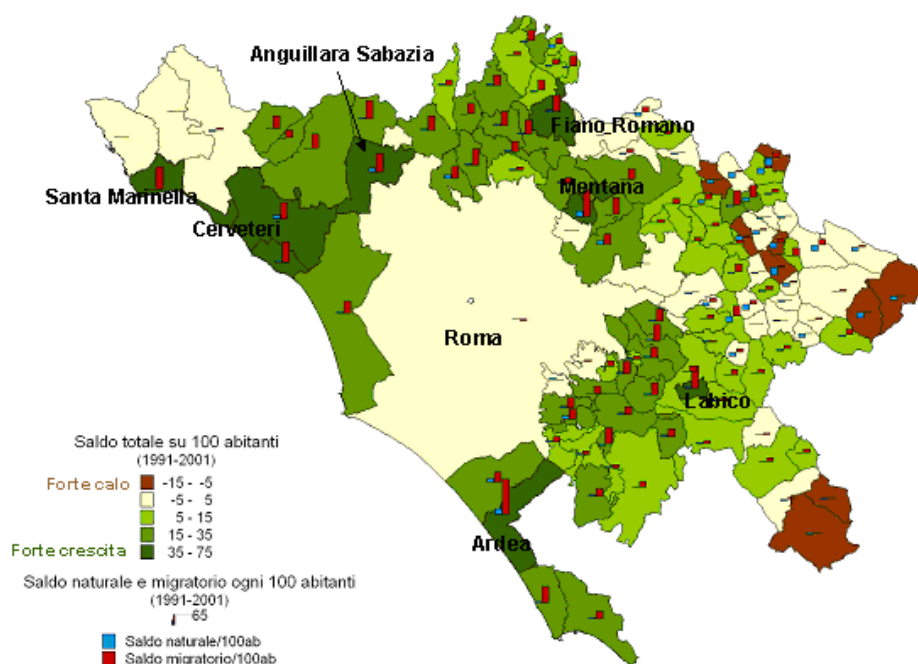 Anguillara Sabazia
Fiano Romano
Mentana
Santa Marinella
Cerveteri
Roma
Labico
Ardea
Saldo totale su 100 abitanti
(1991-2001)
Forte calo -15 - -5
-5 - 5
5 - 15
15 - 35
Forte crescita 35 - 75
Saldo naturale e migratorio ogni 100 abitanti
(1991-2001)
65
Saldo naturale/100ab
Saldo migratorio/100ab